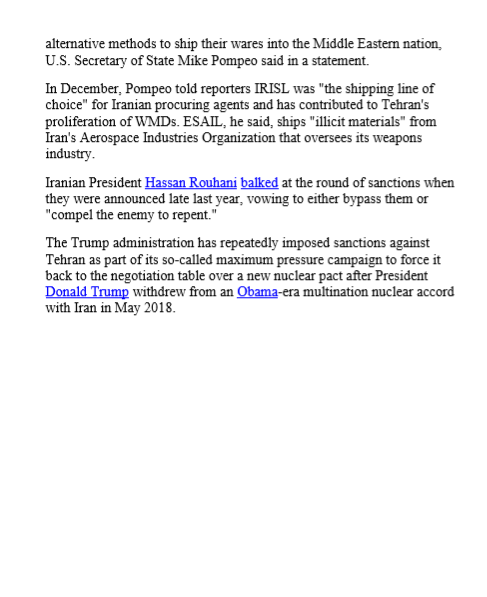 alternative methods to ship their wares into the Middle Eastern nation,
U.S. Secretary of State Mike Pompeo said in a statement.
In December, Pompeo told reporters IRISL was "the shipping line of
choice" for Iranian procuring agents and has contributed to Tehran's
proliferation of WMDs. ESAIL, he said, ships "illicit materials" from
Iran's Aerospace Industries Organization that oversees its weapons
industry.
Iranian President Hassan Rouhani balked at the round of sanctions when
they were announced late last year, vowing to either bypass them or
"compel the enemy to repent."
The Trump administration has repeatedly imposed sanctions against
Tehran as part of its so-called maximum pressure campaign to force it
back to the negotiation table over a new nuclear pact after President
Donald Trump withdrew from an Obama-era multination nuclear accord
with Iran in May 2018.